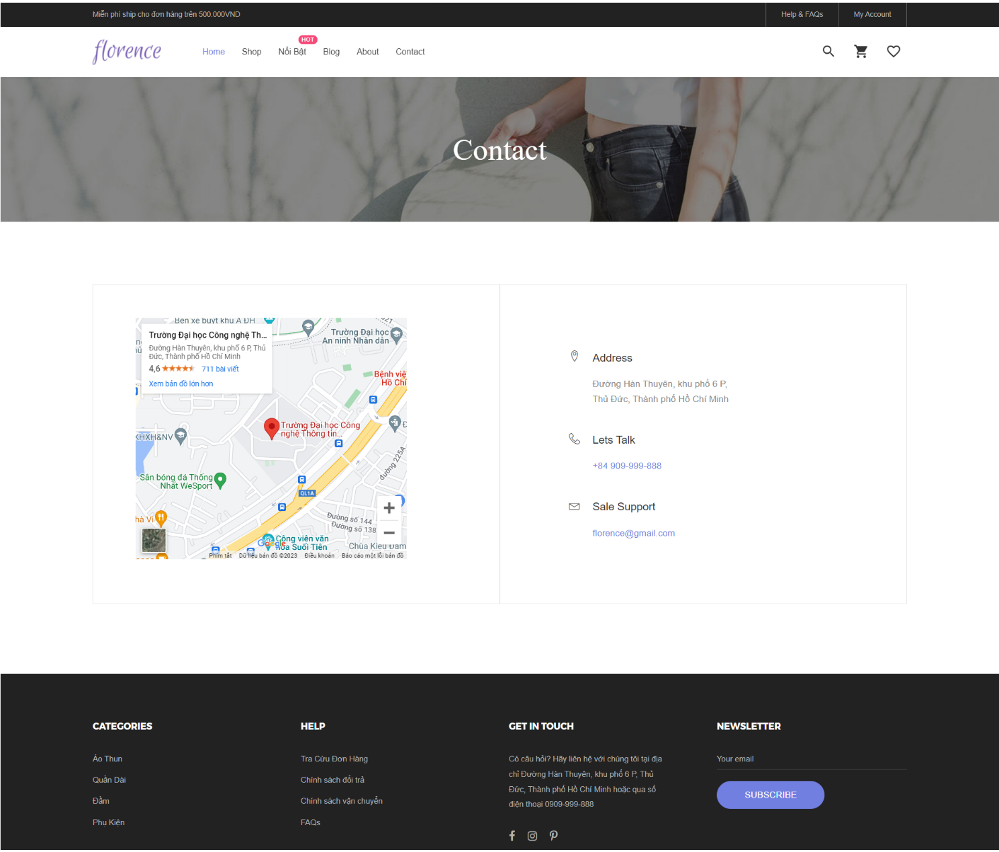 Miễn phí ship cho đơn hàng trên 500.000VND
Help & FAQs
My Account
florence
Home
Shop
Nổi Bật
HOT
Blog
About
Contact
Contact
Bến xe buýt khu A ĐH
Trường Đại học Công nghệ Th...
Đường Hàn Thuyên, khu phố 6 P, Thủ
Đức, Thành phố Hồ Chí Minh
4,6
711 bài viết
Xem bản đồ lớn hơn
Trường Đại học
An ninh Nhân dân
Bệnh việ
Hồ Chí
Trường Đại học Công
nghệ Thông tin...
KHXH&NV
đường 225A
Sân bóng đá Thống
Nhất WeSport
QL1A
hà Vi
Đường số 144
Đường số 138
Công viên văn
hóa Suối Tiên
Google
Phím tắt
Dữ liệu bản đồ ©2023
Điều khoản
Báo cáo một lỗi bản đồ
Address
Đường Hàn Thuyên, khu phố 6 P,
Thủ Đức, Thành phố Hồ Chí Minh
Lets Talk
+84 909-999-888
Sale Support
florence@gmail.com
CATEGORIES
Áo Thun
Quần Dài
Đầm
Phụ Kiện
HELP
Tra Cứu Đơn Hàng
Chính sách đổi trả
Chính sách vận chuyển
FAQs
GET IN TOUCH
Có câu hỏi? Hãy liên hệ với chúng tôi tại địa
chỉ Đường Hàn Thuyên, khu phố 6 P, Thủ
Đức, Thành phố Hồ Chí Minh hoặc qua số
điện thoại 0909-999-888
NEWSLETTER
Your email
SUBSCRIBE